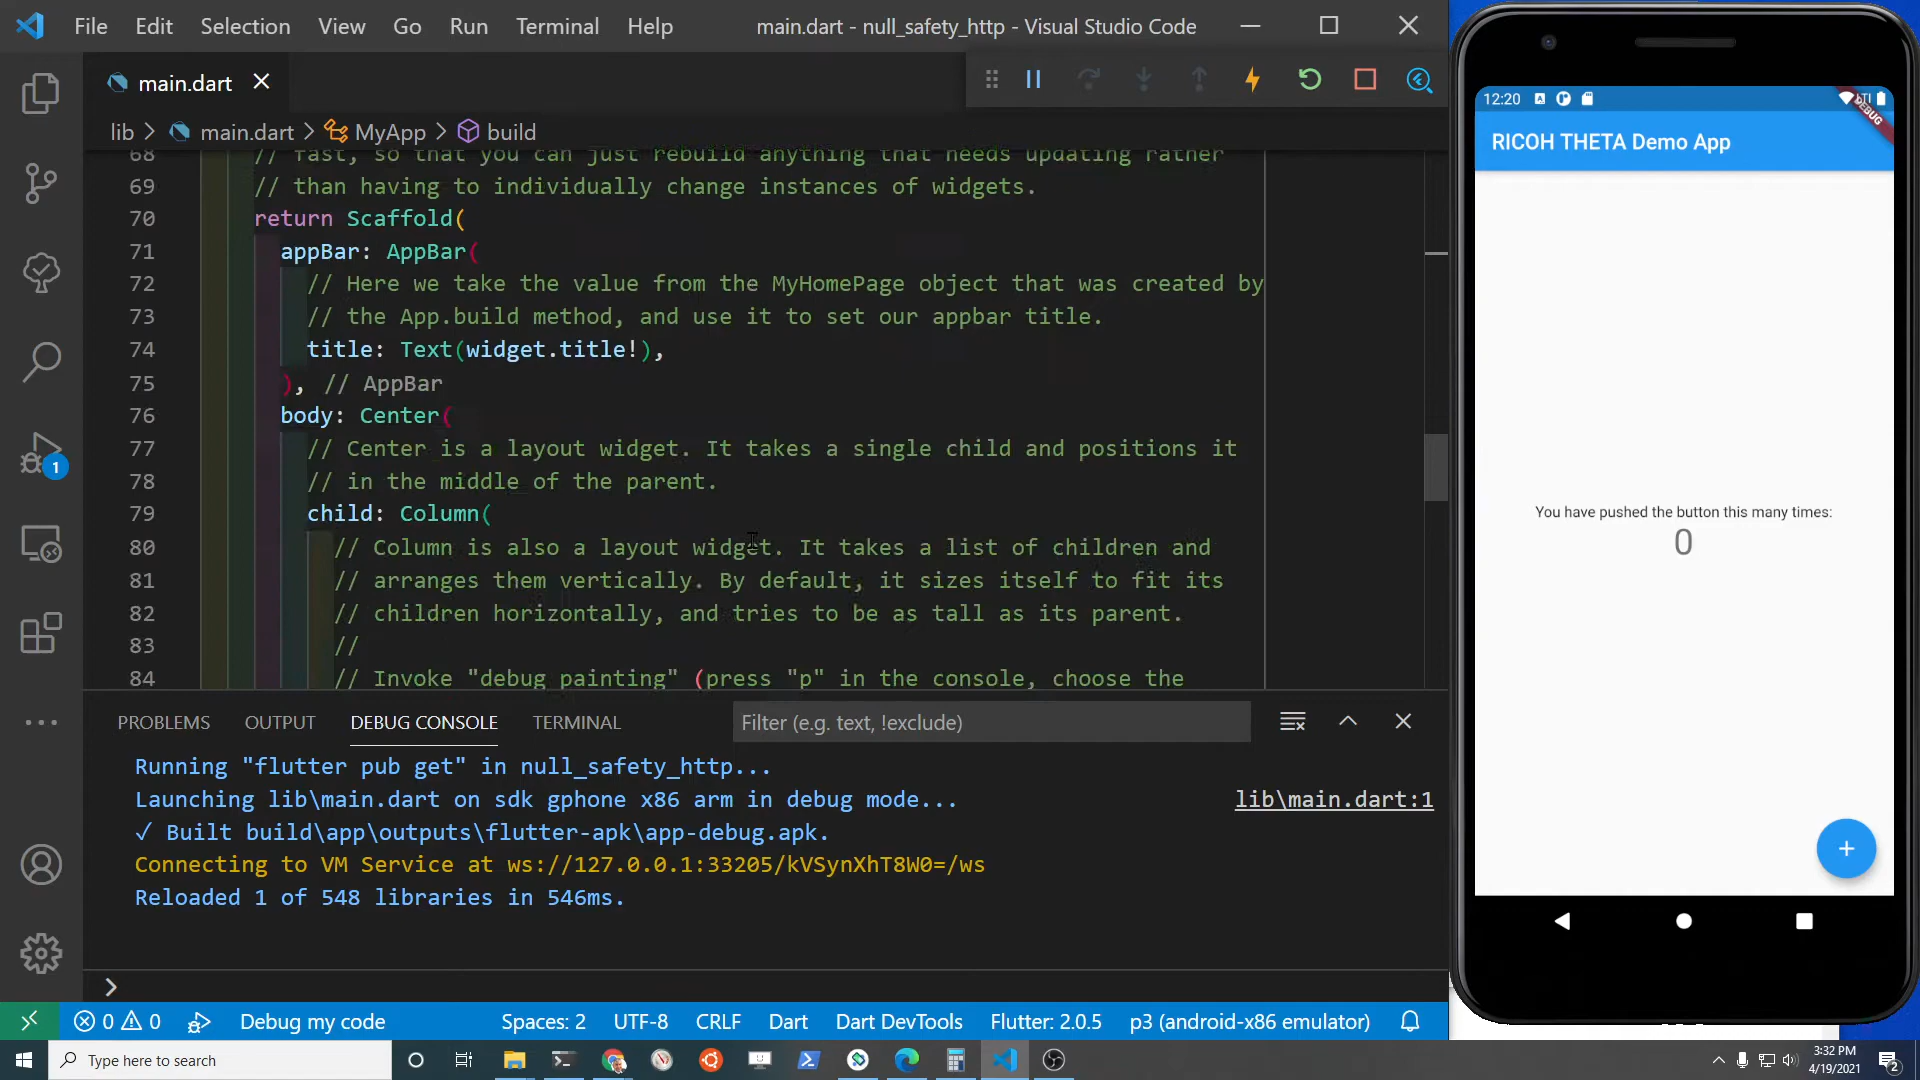 File Edit Selection View Go Run Terminal Help main.dart - null_safety_http - Visual Studio Code
main.dart
lib > main.dart > MyApp > build
68 // fast, so that you can just rebuild anything that needs updating rather
69 // than having to individually change instances of widgets.
70 return Scaffold(
71 appBar: AppBar(
72 // Here we take the value from the MyHomePage object that was created by
73 // the App.build method, and use it to set our appbar title.
74 title: Text(widget.title!),
75 ), // AppBar
76 body: Center(
77 // Center is a layout widget. It takes a single child and positions it
78 // in the middle of the parent.
79 child: Column(
80 // Column is also a layout widget. It takes a list of children and
81 // arranges them vertically. By default, it sizes itself to fit its
82 // children horizontally, and tries to be as tall as its parent.
83 //
84 // Invoke "debug painting" (press "p" in the console, choose the
PROBLEMS OUTPUT DEBUG CONSOLE TERMINAL Filter (e.g. text, !exclude)
Running "flutter pub get" in null_safety_http...
Launching lib\main.dart on sdk gphone x86 arm in debug mode... lib\main.dart:1
✓ Built build\app\outputs\flutter-apk\app-debug.apk.
Connecting to VM Service at ws://127.0.0.1:33205/kVSynXhT8W0=/ws
Reloaded 1 of 548 libraries in 546ms.
>
1
0 0 Debug my code Spaces: 2 UTF-8 CRLF Dart Dart DevTools Flutter: 2.0.5 p3 (android-x86 emulator)
12:20
DEBUG
RICOH THETA Demo App
You have pushed the button this many times:
0
+
Type here to search
3:32 PM
4/19/2021
2